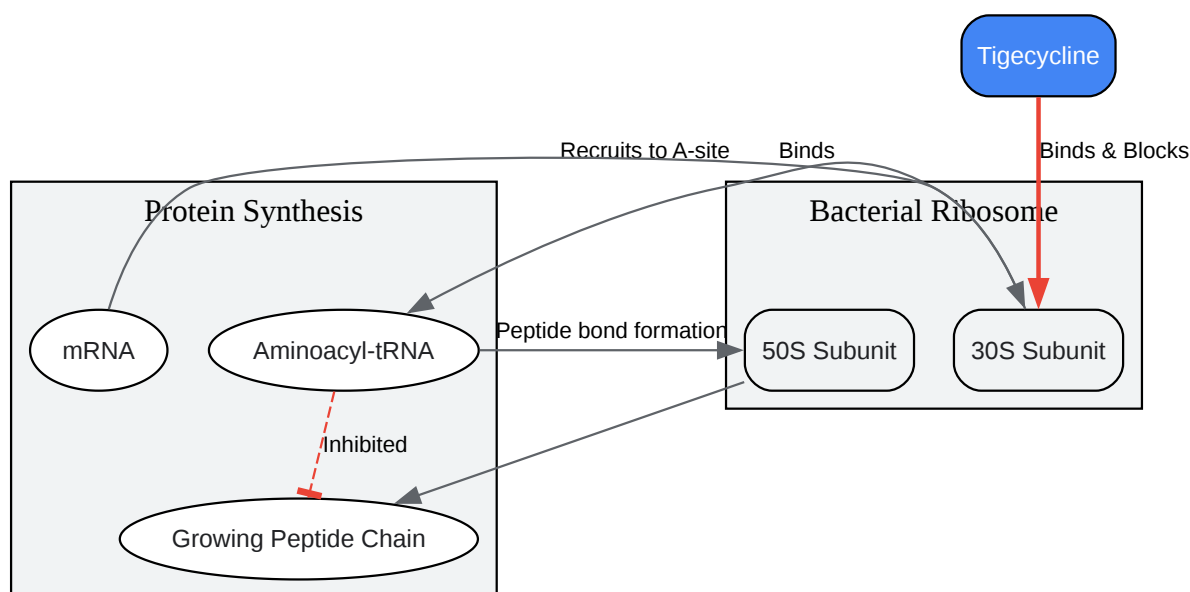 Tigecycline
Recruits to A-site
Binds
Binds & Blocks
Protein Synthesis
Bacterial Ribosome
mRNA
Aminoacyl-tRNA
Peptide bond formation
50S Subunit
30S Subunit
Inhibited
Growing Peptide Chain